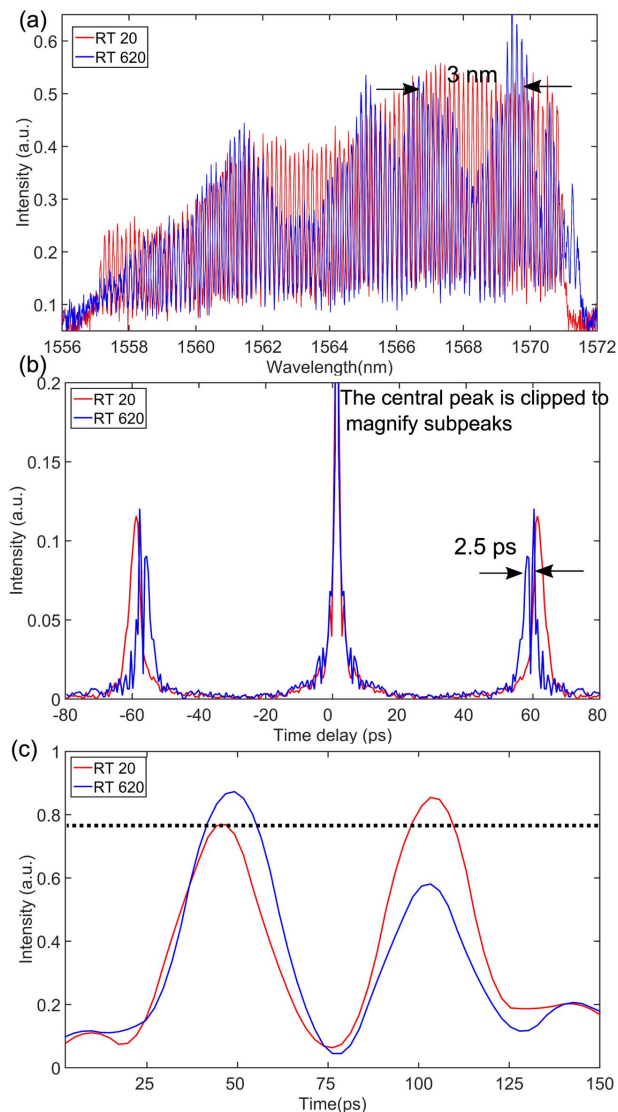 (a)
RT 20
RT 620
3 nm
0.6
0.5
0.4
0.3
0.2
0.1
Intensity (a.u.)
1556 1558 1560 1562 1564 1566 1568 1570 1572
Wavelength(nm)
(b)
RT 20
RT 620
The central peak is clipped to
magnify subpeaks
2.5 ps
0.2
0.15
0.1
0.05
0
Intensity (a.u.)
-80 -60 -40 -20 0 20 40 60 80
Time delay (ps)
(c)
RT 20
RT 620
1
0.8
0.6
0.4
0.2
0
Intensity (a.u.)
25 50 75 100 125 150
Time(ps)